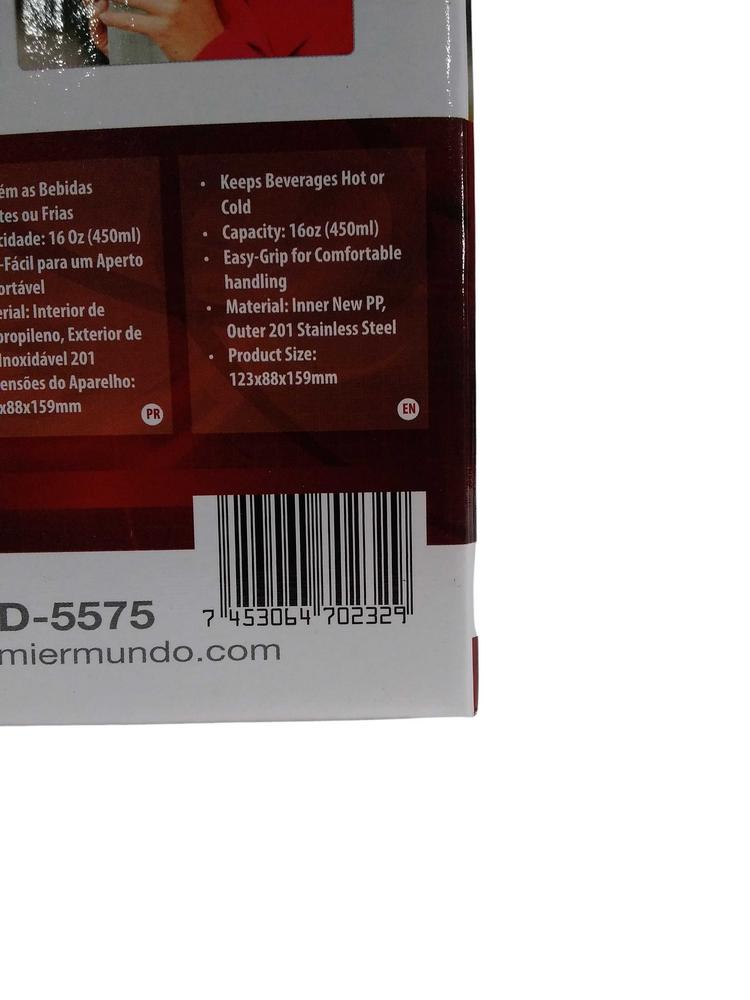 ém as Bebidas
tes ou Frias
cidade: 16 Oz (450ml)
-Fácil para um Aperto
ortável
erial: Interior de
propileno, Exterior de
Inoxidável 201
ensões do Aparelho:
x88x159mm
PR
• Keeps Beverages Hot or
Cold
• Capacity: 16oz (450ml)
• Easy-Grip for Comfortable
handling
• Material: Inner New PP,
Outer 201 Stainless Steel
• Product Size:
123x88x159mm
EN
D-5575
miermundo.com
7 453064 702329